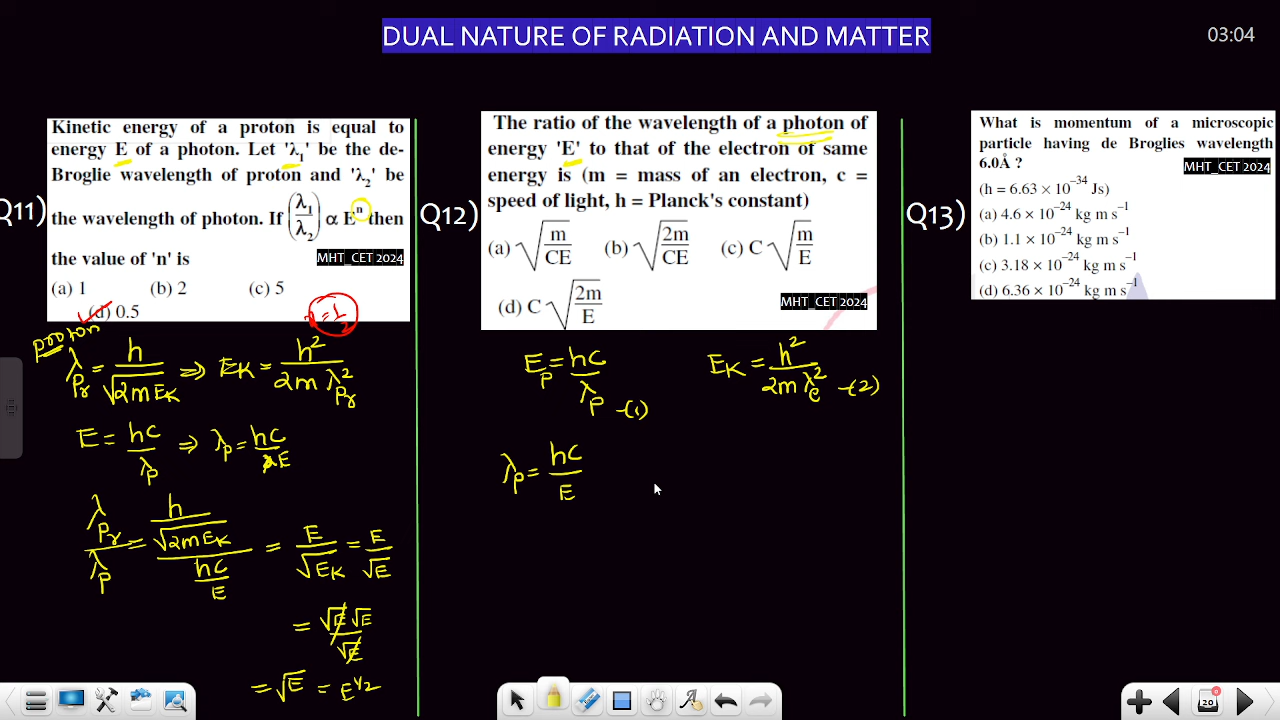 DUAL NATURE OF RADIATION AND MATTER
03:04
Q11)
Kinetic energy of a proton is equal to
energy E of a photon. Let 'λ₁'  be the de-
Broglie wavelength of proton and 'λ₂' be
the wavelength of photon. If (λ₁/λ₂) α Eⁿ then
the value of 'n' is
MHT_CET 2024
(a) 1 (b) 2 (c) 5
(d) 0.5
n = 1/2
proton
λPr = h/√2mEK ⇒ EK = h²/2mλ²Pr
E = hc/λp ⇒ λp = hc/E
λPr/λp = (h/√2mEK)/(hc/E) = E/√EK = E/√E
= √E √E/√E
= √E = E^1/2
Q12)
The ratio of the wavelength of a photon of
energy 'E' to that of the electron of same
energy is (m = mass of an electron, c =
speed of light, h = Planck's constant)
(a) √(m/CE) (b) √(2m/CE) (c) C√(m/E)
(d) C√(2m/E)
MHT_CET 2024
Ep = hc/λp -(1)
EK = h²/2mλe² -(2)
λp = hc/E
Q13)
What is momentum of a microscopic
particle having de Broglies wavelength
6.0Å ?
MHT_CET 2024
(h = 6.63 × 10⁻³⁴ Js)
(a) 4.6 × 10⁻²⁴ kg m s⁻¹
(b) 1.1 × 10⁻²⁴ kg m s⁻¹
(c) 3.18 × 10⁻²⁴ kg m s⁻¹
(d) 6.36 × 10⁻²⁴ kg m s⁻¹
20